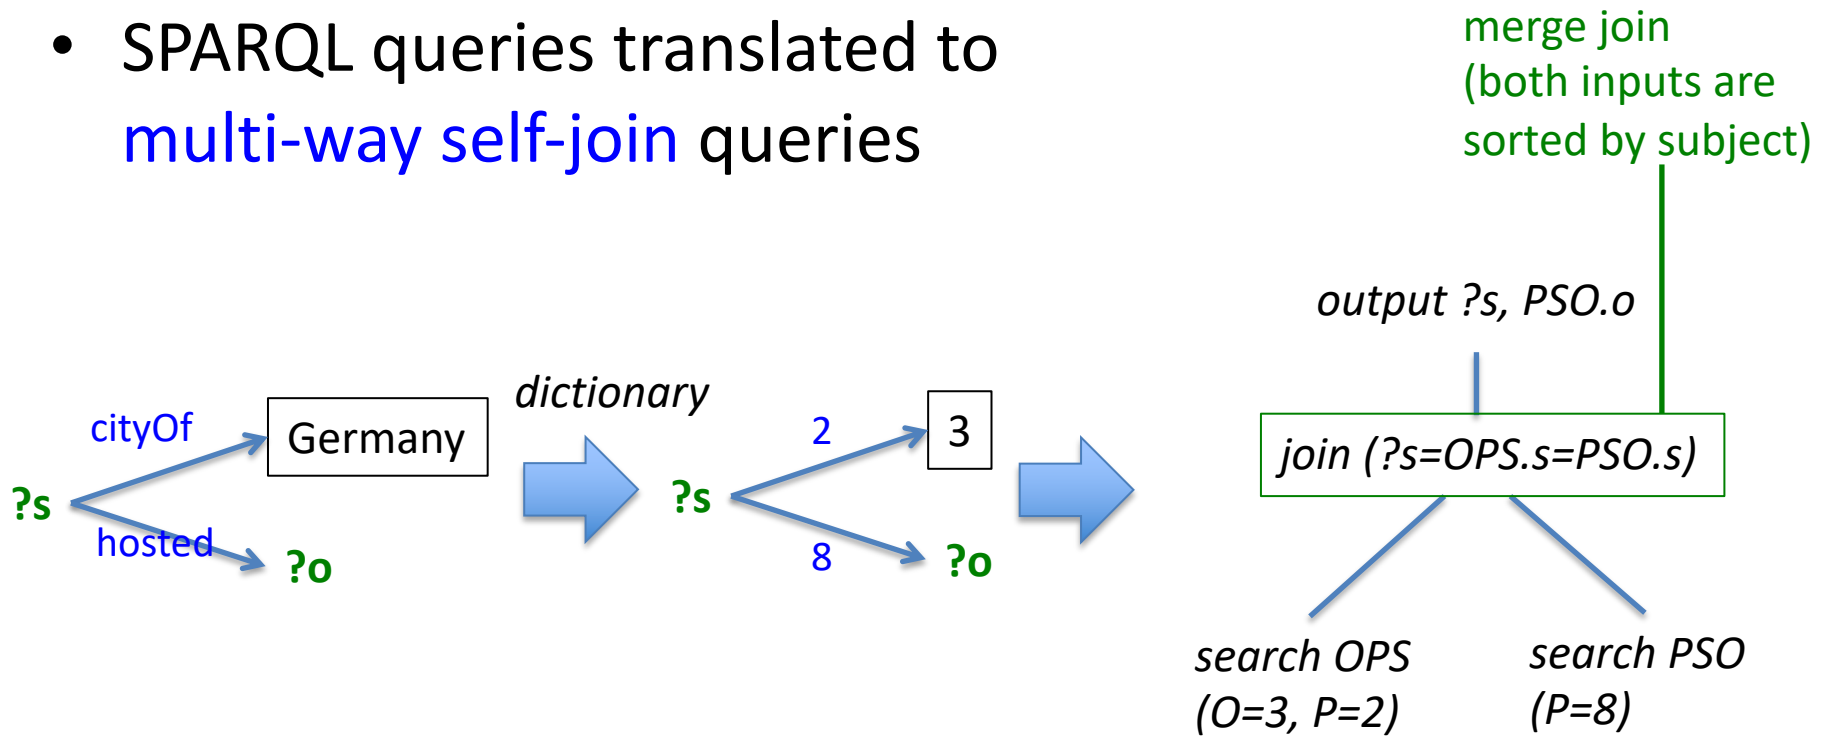 • SPARQL queries translated to
multi-way self-join queries
merge join
(both inputs are
sorted by subject)
output ?s, PSO.o
dictionary
cityOf
Germany
?s
hosted
?o
2
3
?s
8
?o
join (?s=OPS.s=PSO.s)
search OPS
(O=3, P=2)
search PSO
(P=8)